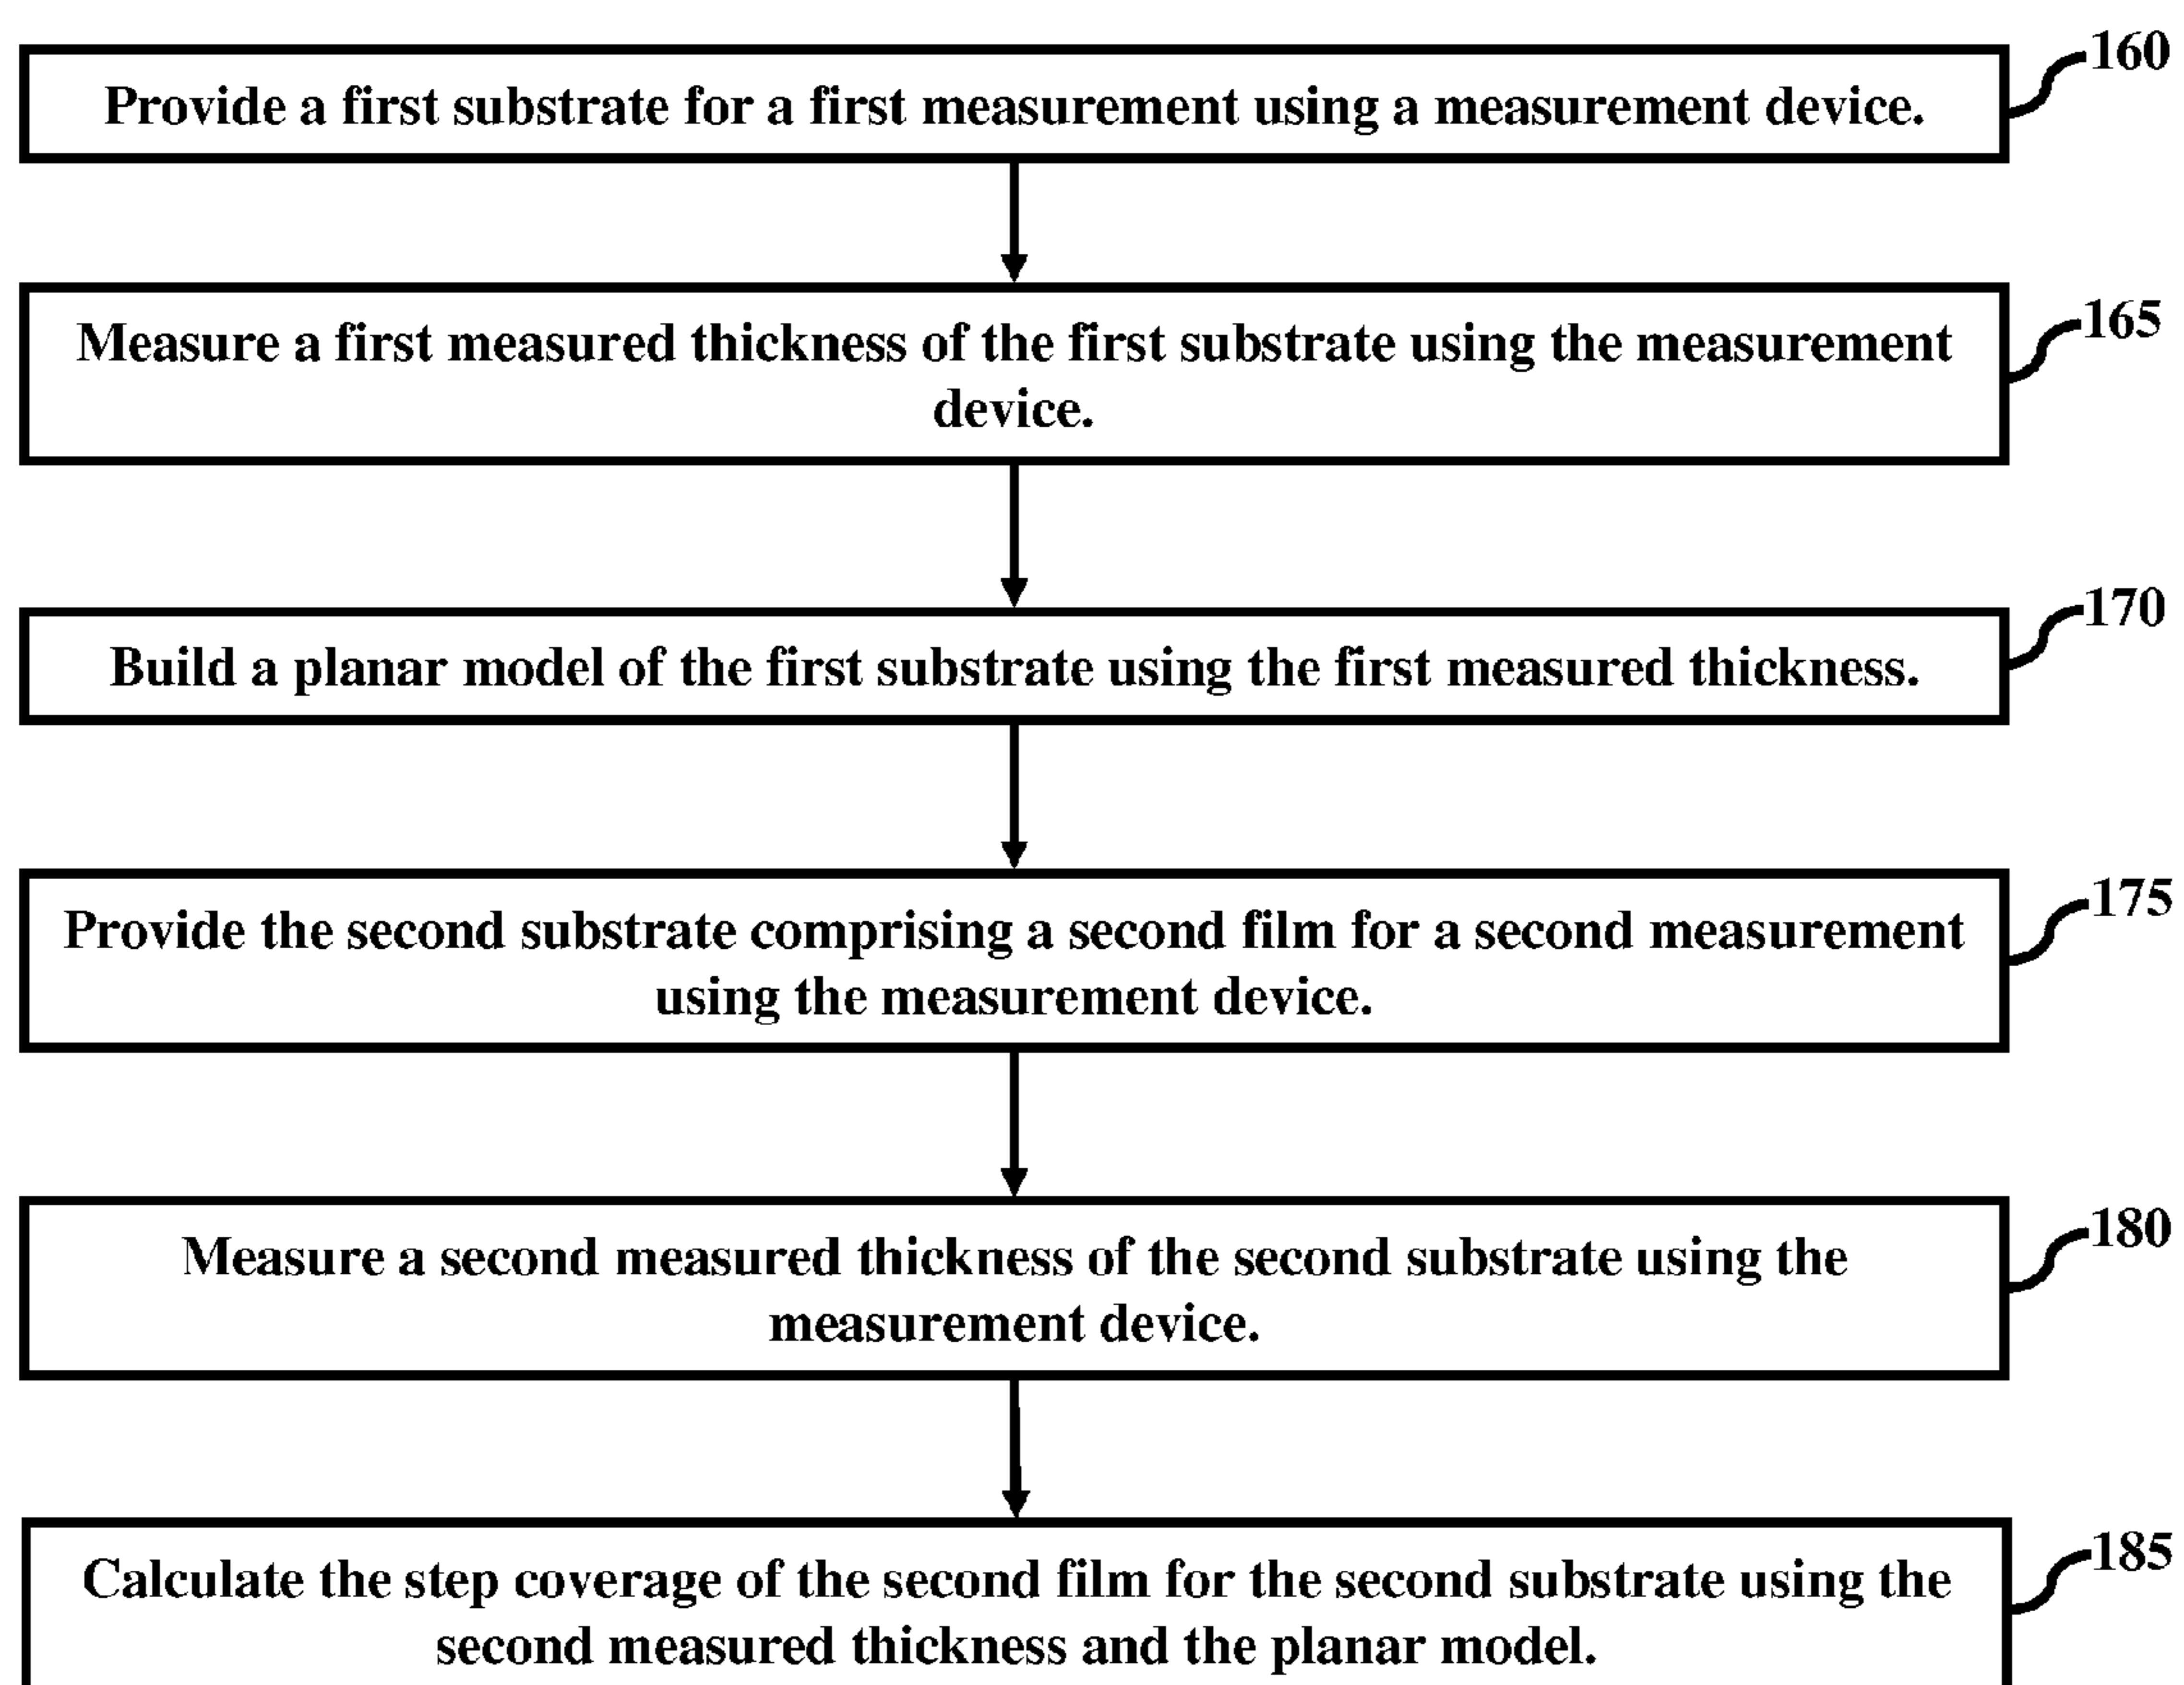 160
Provide a first substrate for a first measurement using a measurement device.
165
Measure a first measured thickness of the first substrate using the measurement
device.
170
Build a planar model of the first substrate using the first measured thickness.
175
Provide the second substrate comprising a second film for a second measurement
using the measurement device.
180
Measure a second measured thickness of the second substrate using the
measurement device.
185
Calculate the step coverage of the second film for the second substrate using the
second measured thickness and the planar model.